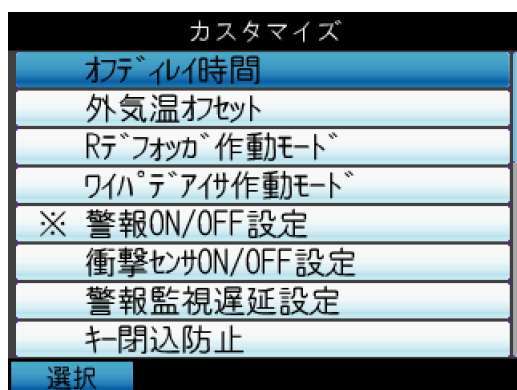 カスタマイズ
ｵﾌﾃﾞｨﾚｲ時間
外気温ｵﾌｾｯﾄ
Rﾃﾞﾌｫｯｶﾞ作動ﾓｰﾄﾞ
ﾜｲﾊﾟﾃﾞｱｲｻ作動ﾓｰﾄﾞ
※ 警報ON/OFF設定
衝撃ｾﾝｻON/OFF設定
警報監視遅延設定
ｷｰ閉込防止
選択